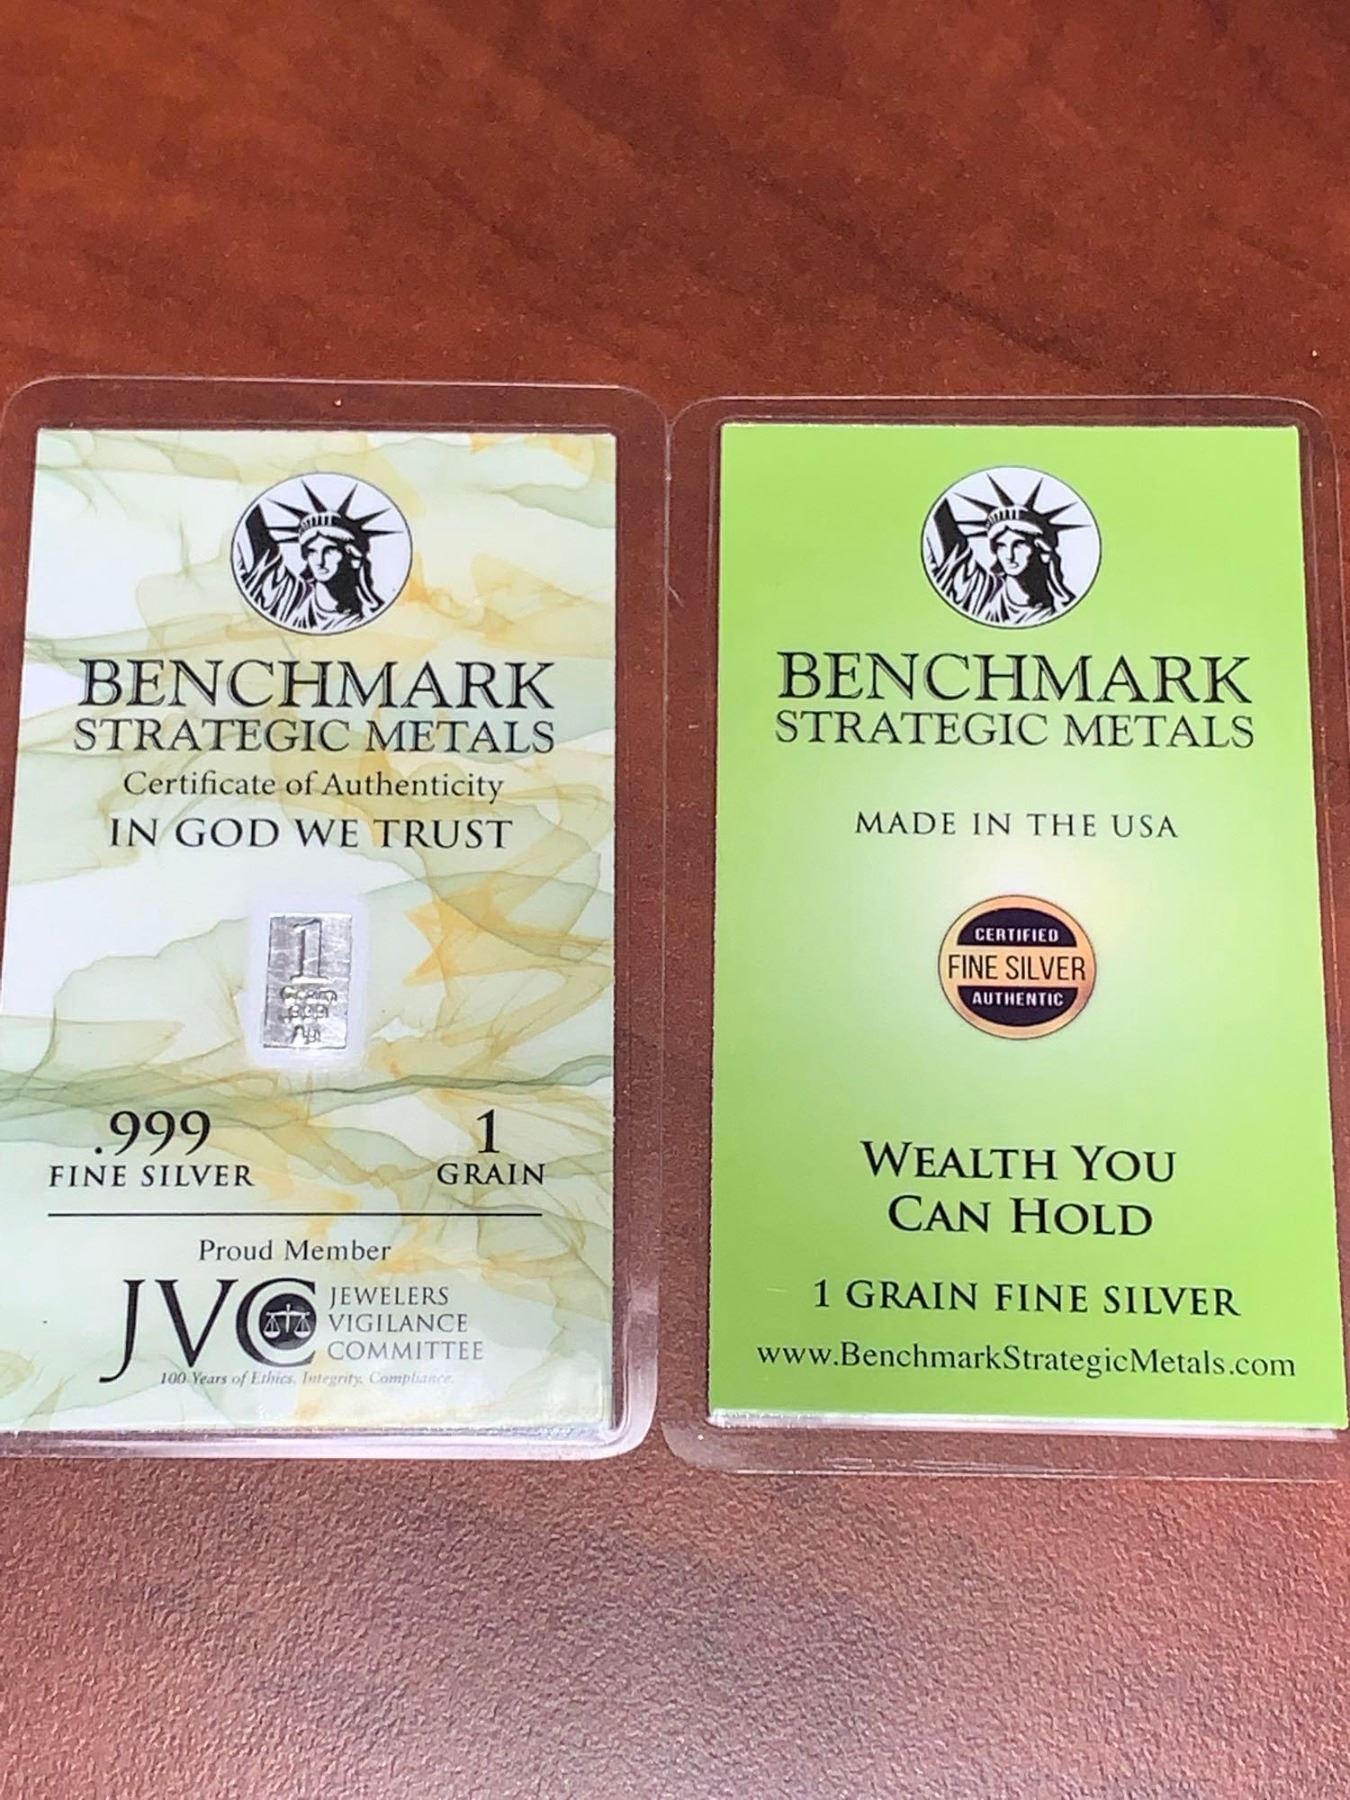 BENCHMARK
STRATEGIC METALS
Certificate of Authenticity
IN GOD WE TRUST
1
.999
FINE SILVER
1
GRAIN
Proud Member
JVC
JEWELERS
VIGILANCE
COMMITTEE
100 Years of Ethics. Integrity. Compliance.
BENCHMARK
STRATEGIC METALS
MADE IN THE USA
CERTIFIED
FINE SILVER
AUTHENTIC
WEALTH YOU
CAN HOLD
1 GRAIN FINE SILVER
www.BenchmarkStrategicMetals.com